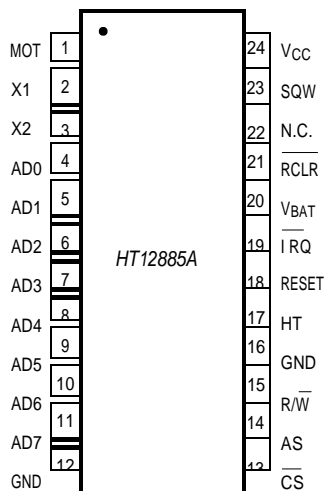 MOT 1 24 VCC
X1 2 23 SQW
X2 3 22 N.C.
AD0 4 21 RCLR
AD1 5 20 VBAT
AD2 6 19 IRQ
AD3 7 18 RESET
AD4 8 17 HT
AD5 9 16 GND
AD6 10 15 R/W
AD7 11 14 AS
GND 12 13 CS
HT12885A